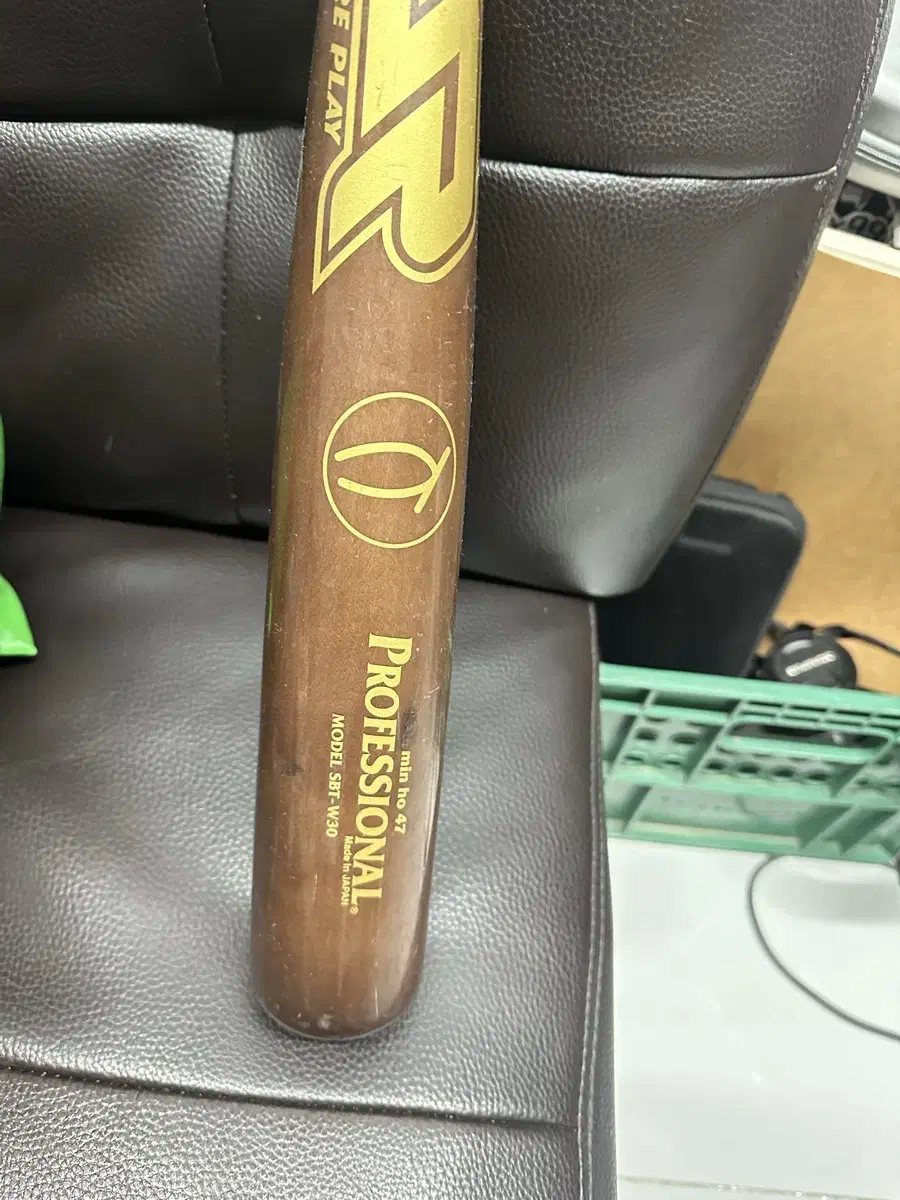 R
E PLAY
min ho 47
PROFESSIONAL®
MODEL SBT-W30
Made in JAPAN